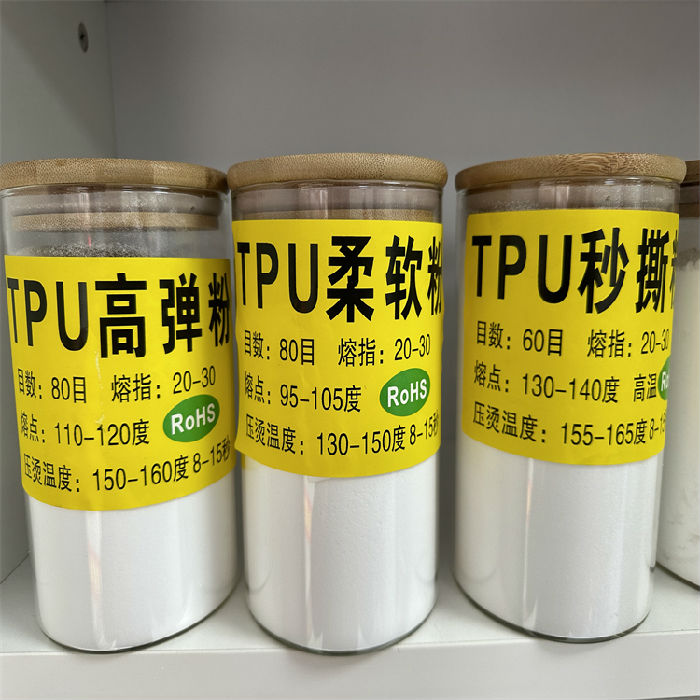 TPU高弹粉
目数：80目 熔指：20-30
熔点：110-120度 RoHS
压烫温度：150-160度 8-15秒
TPU柔软粉
目数：80目 熔指：20-30
熔点：95-105度 RoHS
压烫温度：130-150度 8-15秒
TPU秒撕
目数：60目 熔指：20-30
熔点：130-140度 高温
压烫温度：155-165度